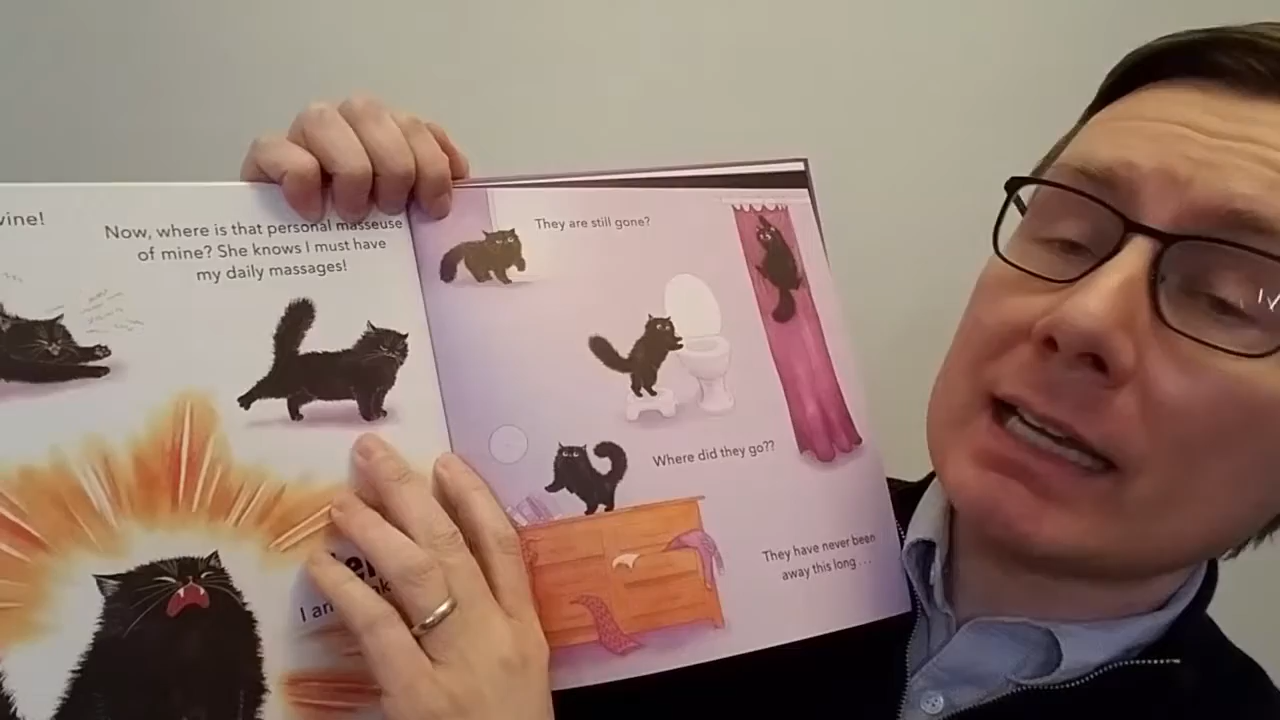 Now, where is that personal masseuse
of mine? She knows I must have
my daily massages!
I
They are still gone?
Where did they go??
They have never been
away this long...